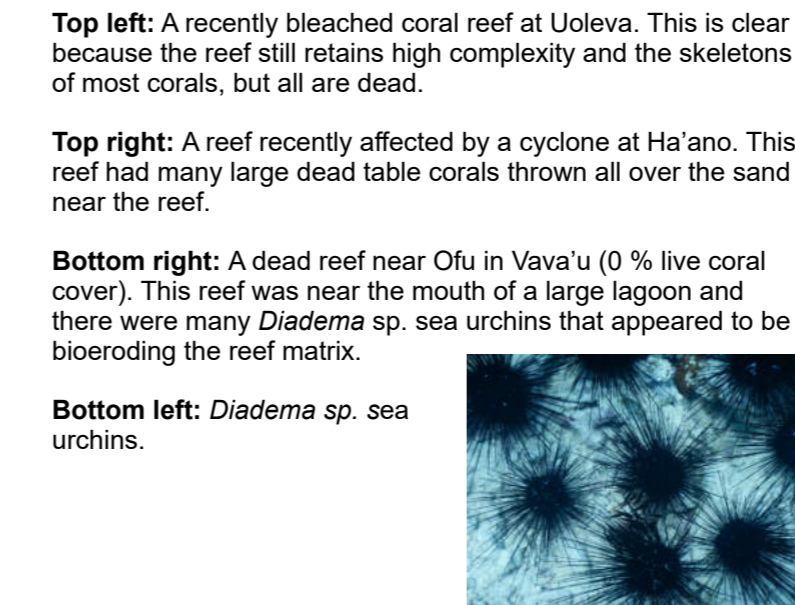 Top left: A recently bleached coral reef at Uoleva. This is clear
because the reef still retains high complexity and the skeletons
of most corals, but all are dead.
Top right: A reef recently affected by a cyclone at Ha’ano. This
reef had many large dead table corals thrown all over the sand
near the reef.
Bottom right: A dead reef near Ofu in Vava’u (0 % live coral
cover). This reef was near the mouth of a large lagoon and
there were many Diadema sp. sea urchins that appeared to be
bioeroding the reef matrix.
Bottom left: Diadema sp. sea
urchins.